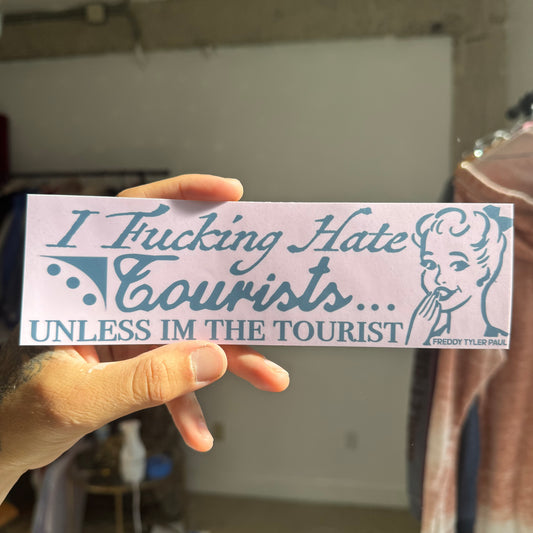 I Fucking Hate
Tourists...
UNLESS IM THE TOURIST
FREDDY TYLER PAUL